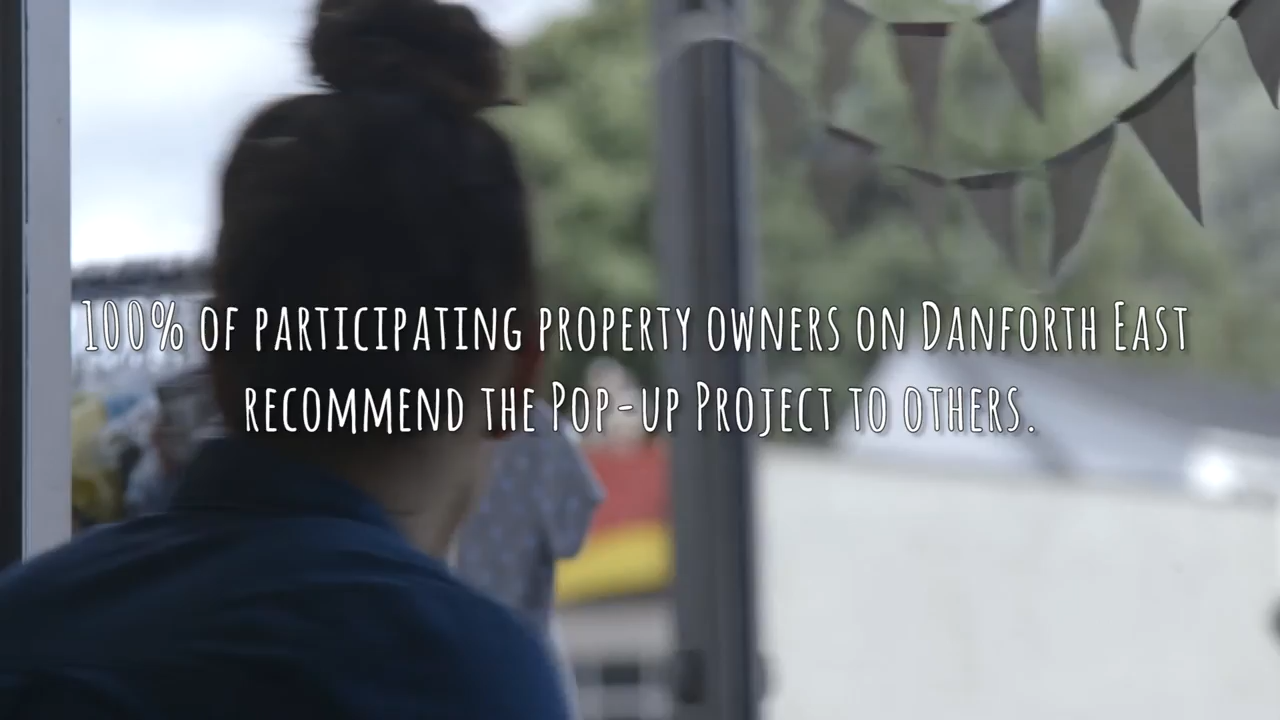 100% of participating property owners on Danforth East
recommend the Pop-up Project to others.